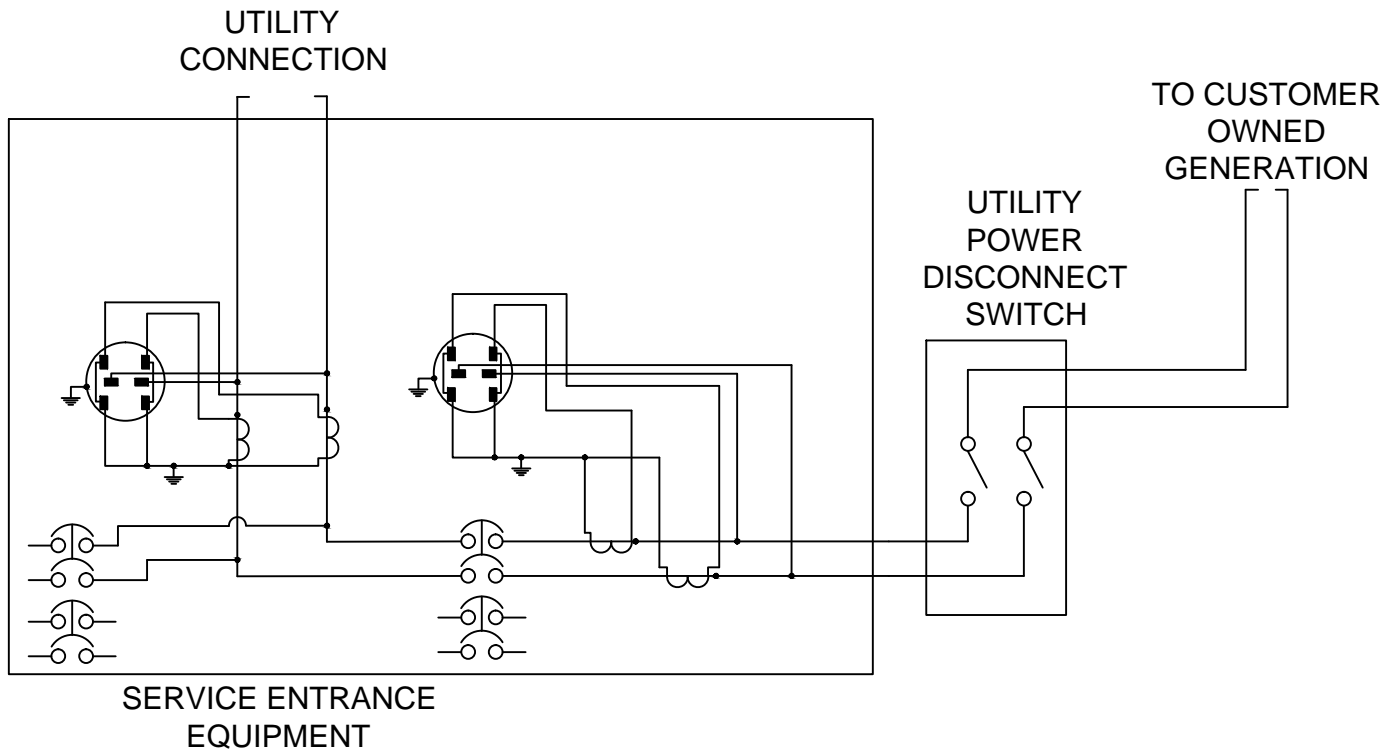 UTILITY
CONNECTION
TO CUSTOMER
OWNED
GENERATION
UTILITY
POWER
DISCONNECT
SWITCH
SERVICE ENTRANCE
EQUIPMENT